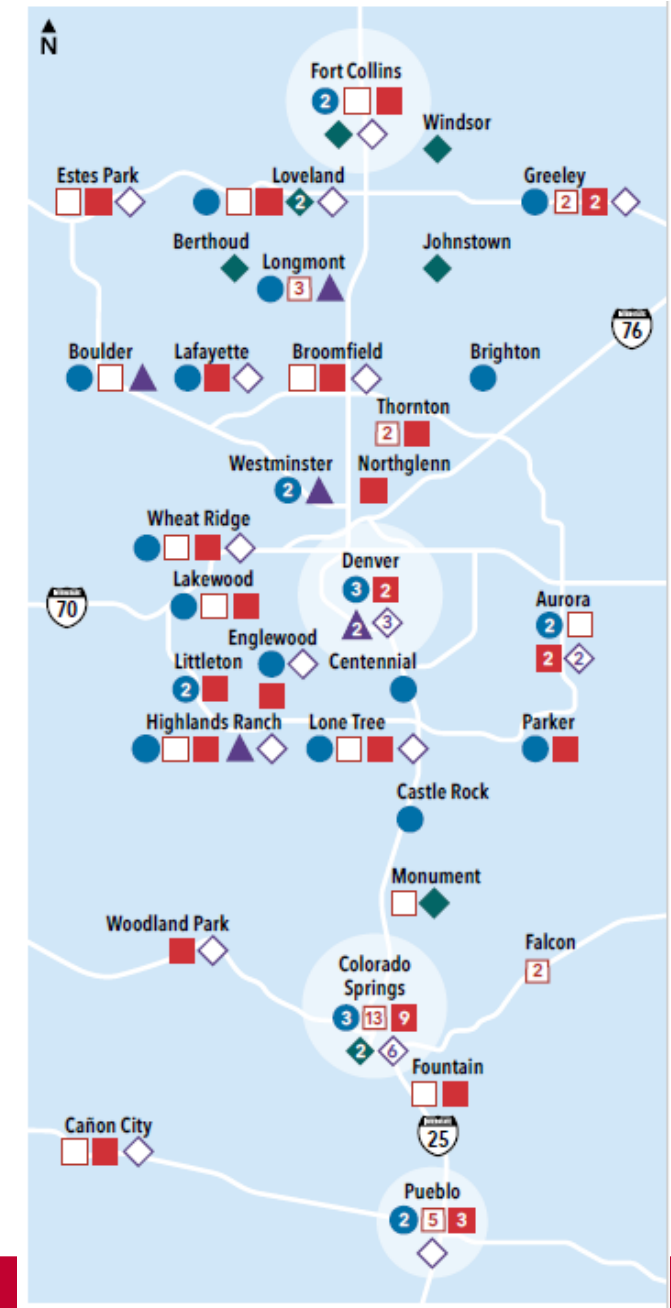 N
Fort Collins
2
Windsor
Estes Park
Loveland
Greeley
2
2 2
Berthoud
Johnstown
Longmont
3
76
Boulder Lafayette Broomfield Brighton
Thornton
2
Westminster Northglenn
2
Wheat Ridge
Denver
3 2
2 3
70
Lakewood
Aurora
2
2 2
Englewood
Littleton
2
Centennial
Highlands Ranch Lone Tree Parker
Castle Rock
Monument
Woodland Park
Falcon
2
Colorado
Springs
3 13 9
2 6
Fountain
Cañon City
25
Pueblo
2 5 3